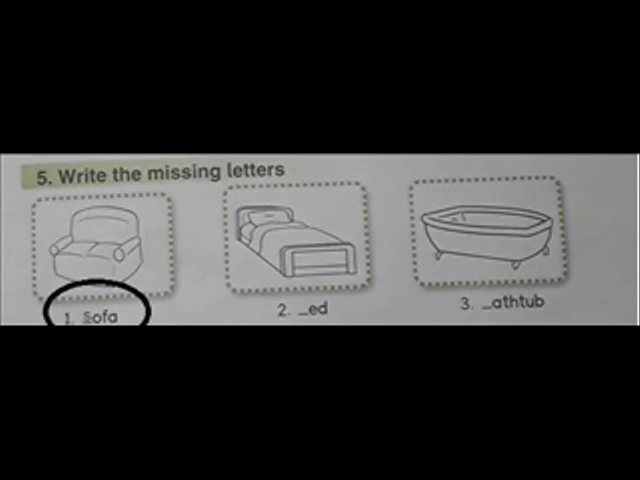 5. Write the missing letters
1. Sofa
2. _ed
3. _athtub